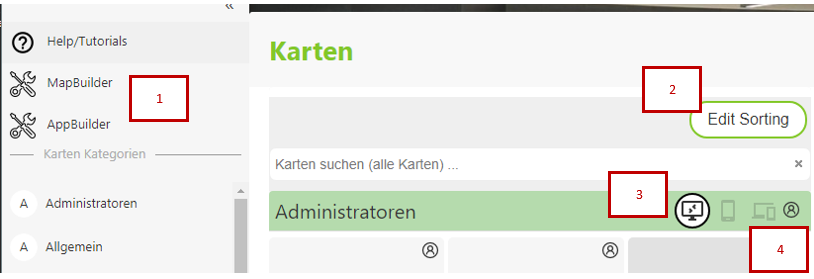 «
Help/Tutorials
MapBuilder
AppBuilder
1
Karten Kategorien
A Administratoren
A Allgemein
Karten
2
Edit Sorting
Karten suchen (alle Karten) ... ×
3
Administratoren
4